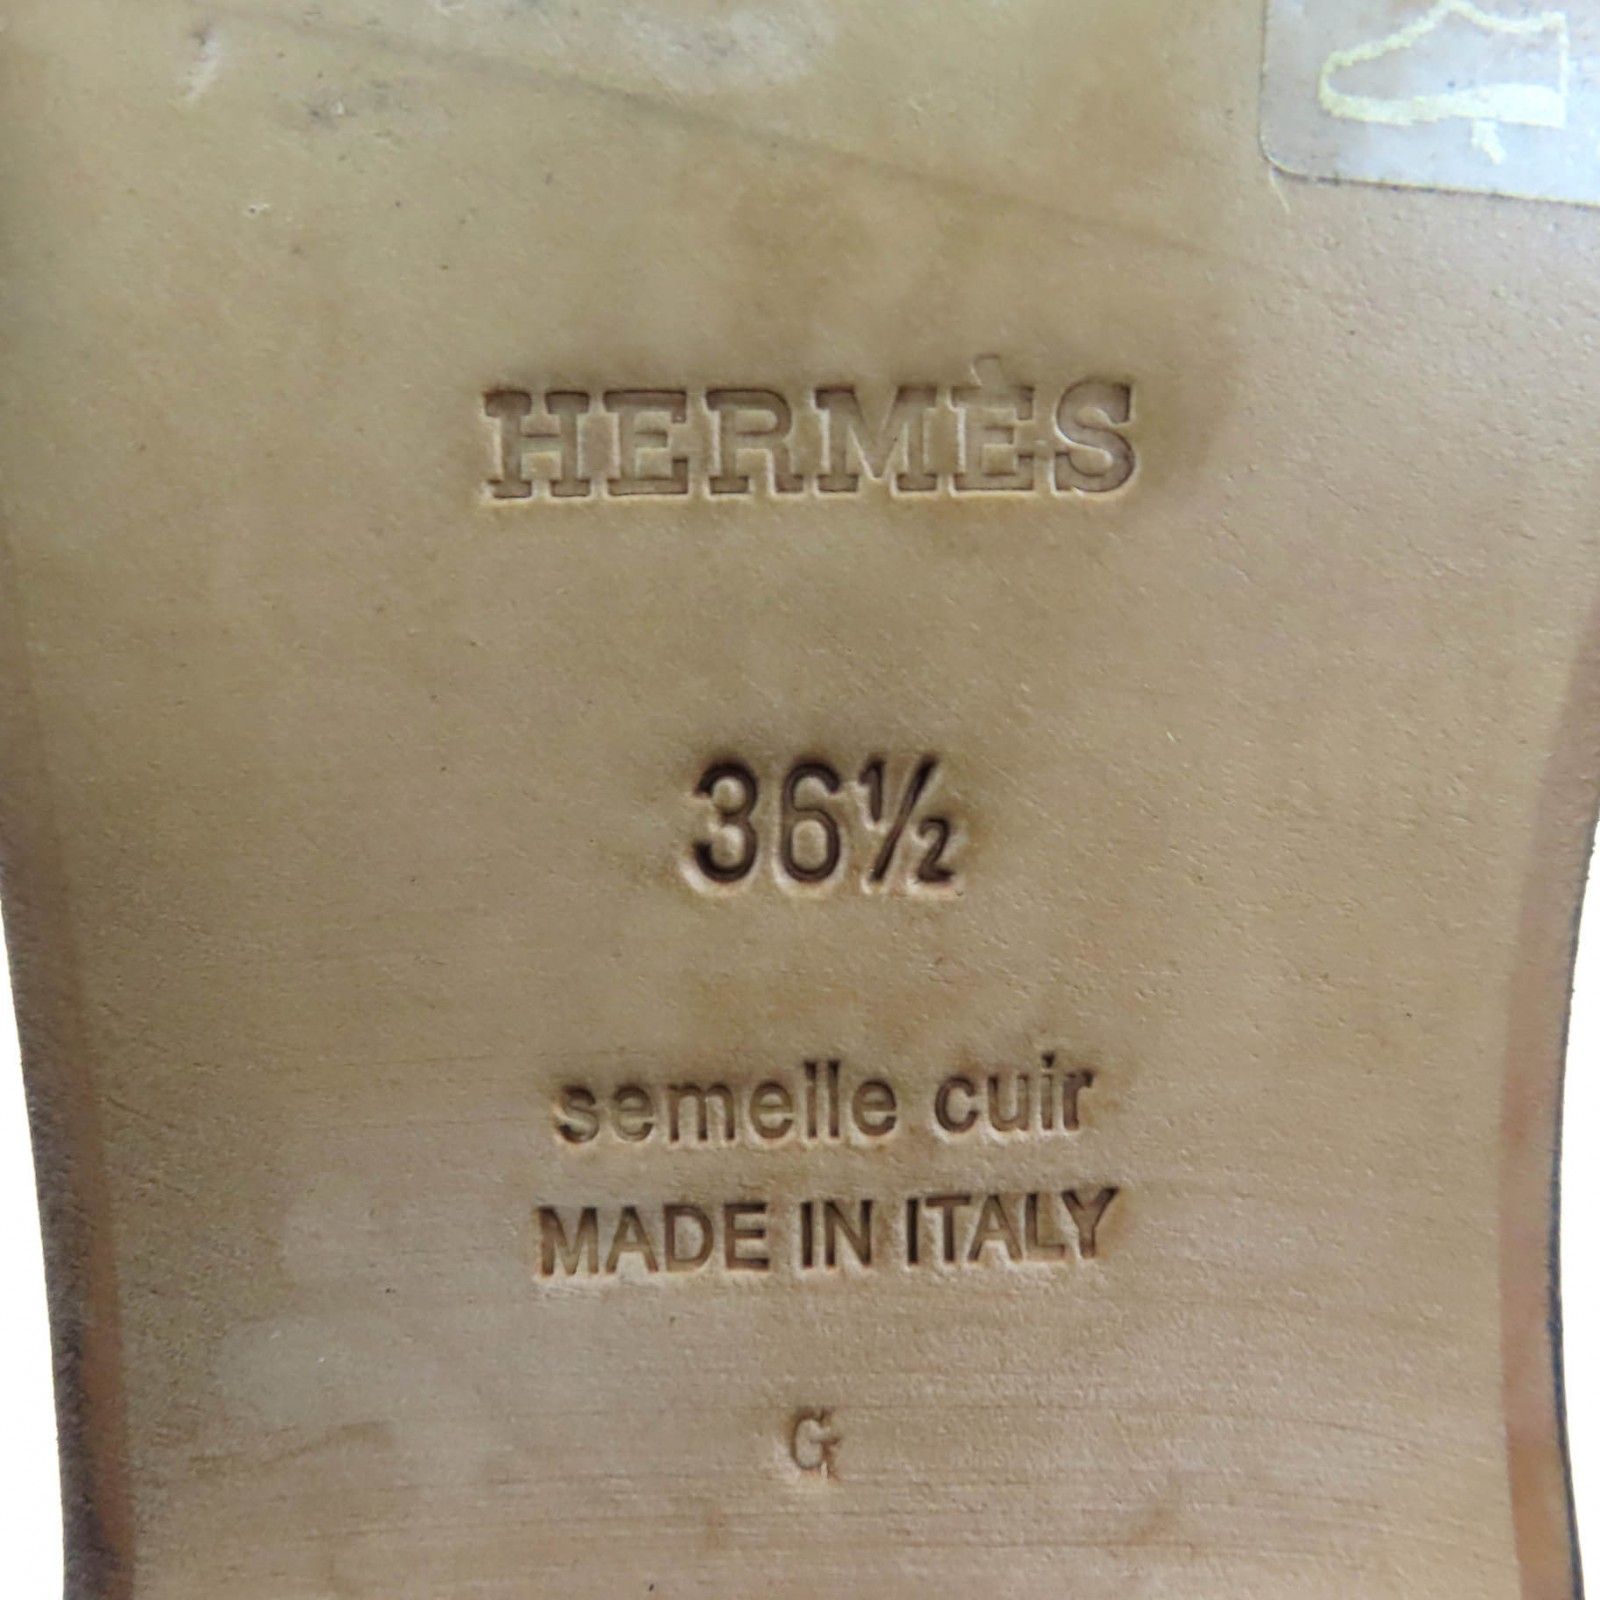 HERMÈS
36½
semelle cuir
MADE IN ITALY
G